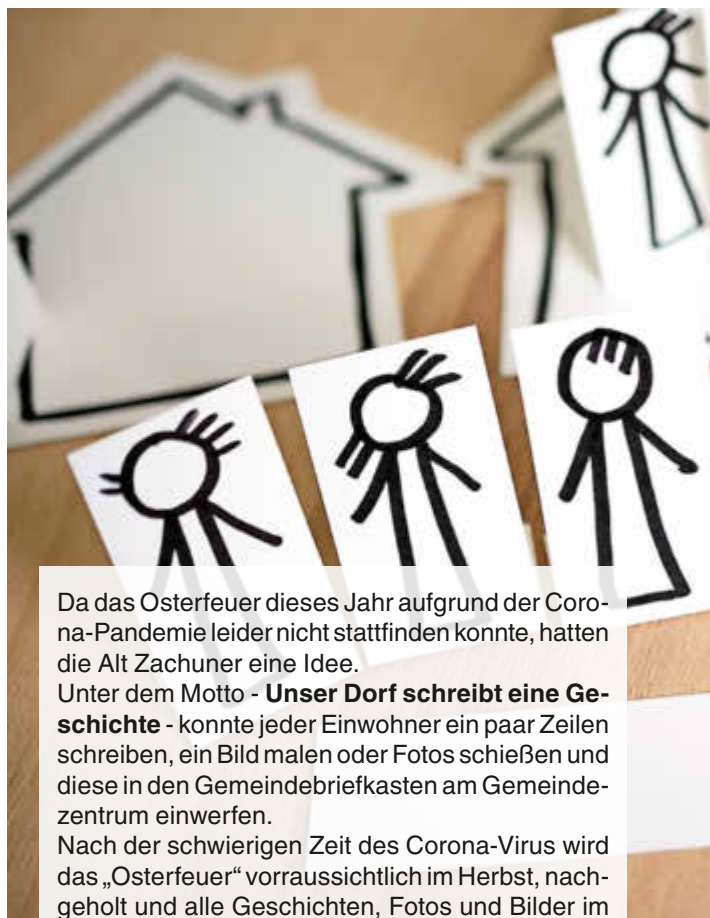 Da das Osterfeuer dieses Jahr aufgrund der Coro-
na-Pandemie leider nicht stattfinden konnte, hatten
die Alt Zachuner eine Idee.
Unter dem Motto - Unser Dorf schreibt eine Ge-
schichte - konnte jeder Einwohner ein paar Zeilen
schreiben, ein Bild malen oder Fotos schießen und
diese in den Gemeindebriefkasten am Gemeinde-
zentrum einwerfen.
Nach der schwierigen Zeit des Corona-Virus wird
das „Osterfeuer“ vorraussichtlich im Herbst, nach-
geholt und alle Geschichten, Fotos und Bilder im